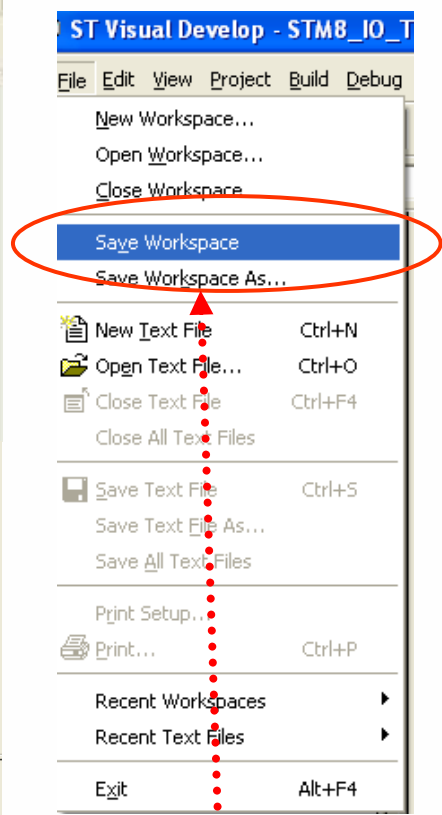 ST Visual Develop - STM8_IO_T
File Edit View Project Build Debug
New Workspace...
Open Workspace...
Close Workspace
Save Workspace
Save Workspace As...
New Text File Ctrl+N
Open Text File... Ctrl+O
Close Text File Ctrl+F4
Close All Text Files
Save Text File Ctrl+S
Save Text File As...
Save All Text Files
Print Setup...
Print... Ctrl+P
Recent Workspaces
Recent Text Files
Exit Alt+F4